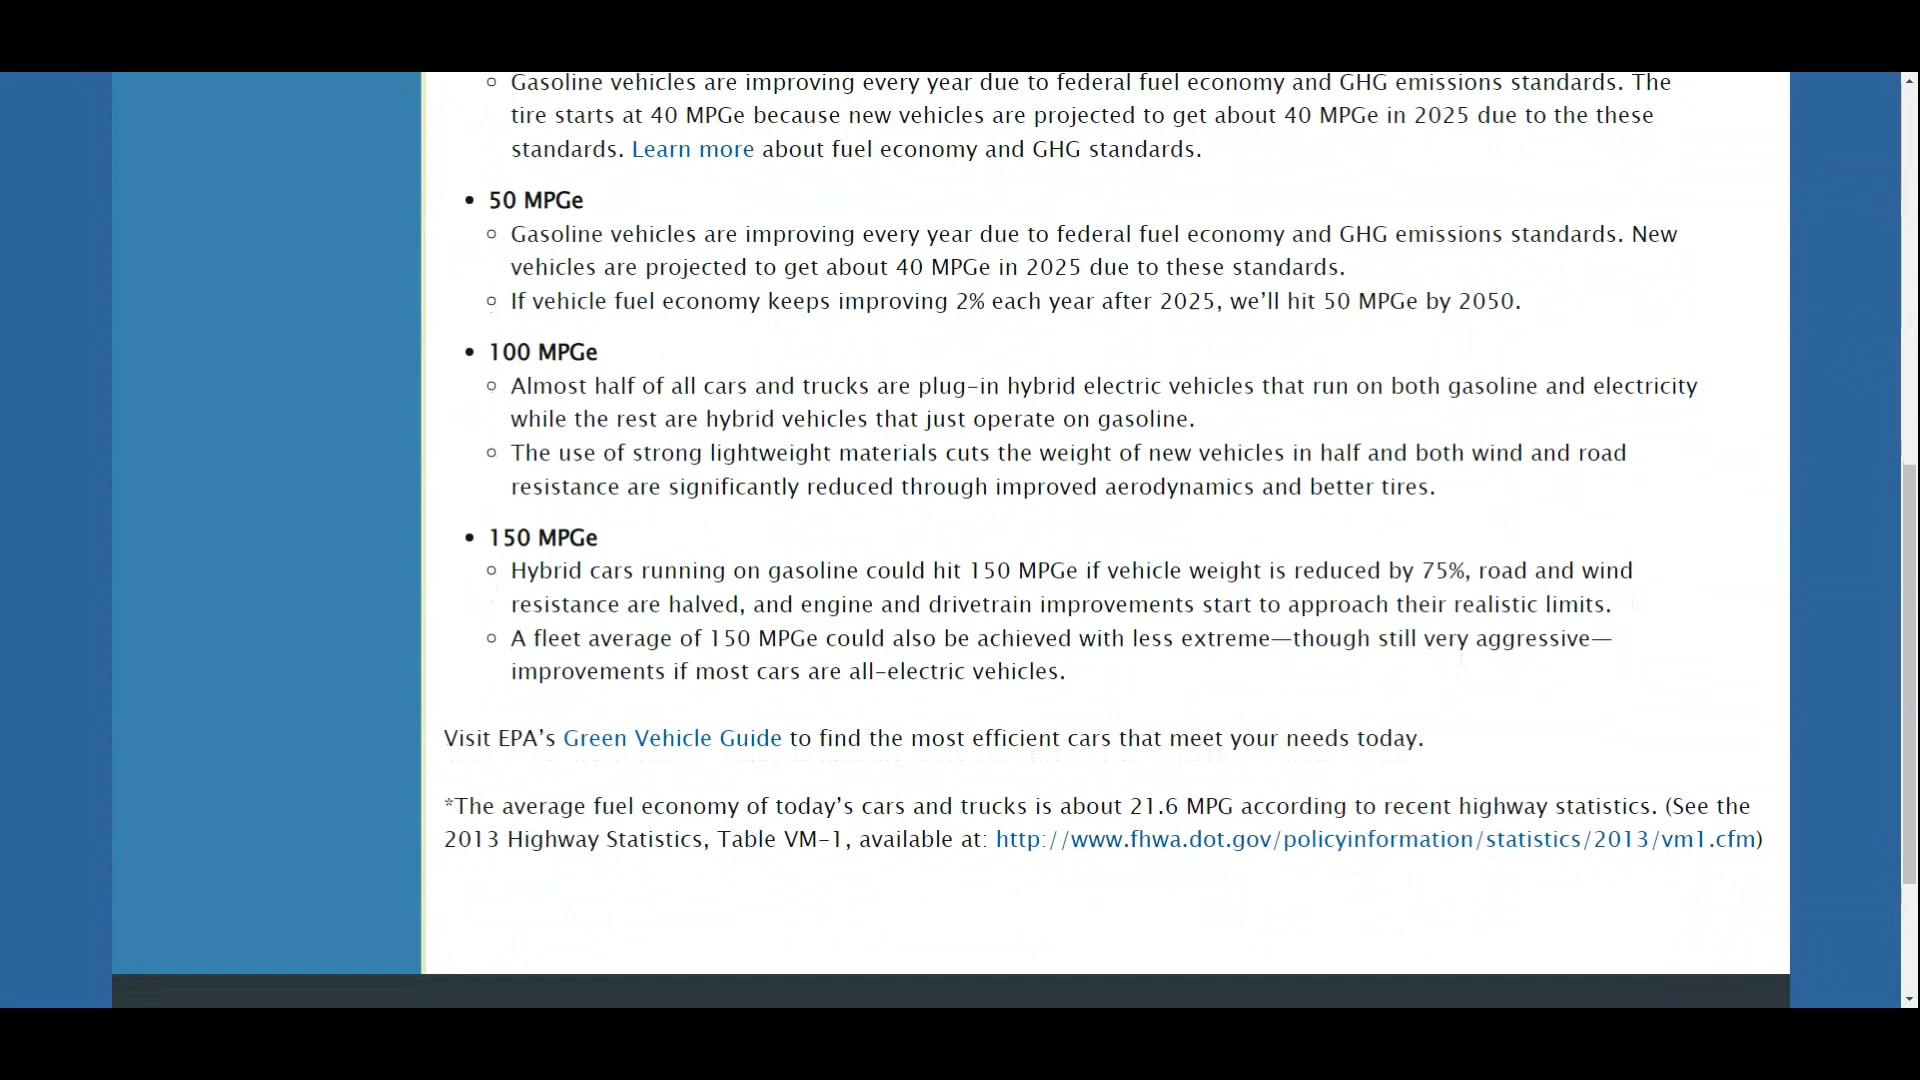 Gasoline vehicles are improving every year due to federal fuel economy and GHG emissions standards. The
tire starts at 40 MPGe because new vehicles are projected to get about 40 MPGe in 2025 due to the these
standards. Learn more about fuel economy and GHG standards.
50 MPGe
Gasoline vehicles are improving every year due to federal fuel economy and GHG emissions standards. New
vehicles are projected to get about 40 MPGe in 2025 due to these standards.
If vehicle fuel economy keeps improving 2% each year after 2025, we’ll hit 50 MPGe by 2050.
100 MPGe
Almost half of all cars and trucks are plug-in hybrid electric vehicles that run on both gasoline and electricity
while the rest are hybrid vehicles that just operate on gasoline.
The use of strong lightweight materials cuts the weight of new vehicles in half and both wind and road
resistance are significantly reduced through improved aerodynamics and better tires.
150 MPGe
Hybrid cars running on gasoline could hit 150 MPGe if vehicle weight is reduced by 75%, road and wind
resistance are halved, and engine and drivetrain improvements start to approach their realistic limits.
A fleet average of 150 MPGe could also be achieved with less extreme—though still very aggressive—
improvements if most cars are all-electric vehicles.
Visit EPA’s Green Vehicle Guide to find the most efficient cars that meet your needs today.
*The average fuel economy of today’s cars and trucks is about 21.6 MPG according to recent highway statistics. (See the
2013 Highway Statistics, Table VM-1, available at: http://www.fhwa.dot.gov/policyinformation/statistics/2013/vm1.cfm)